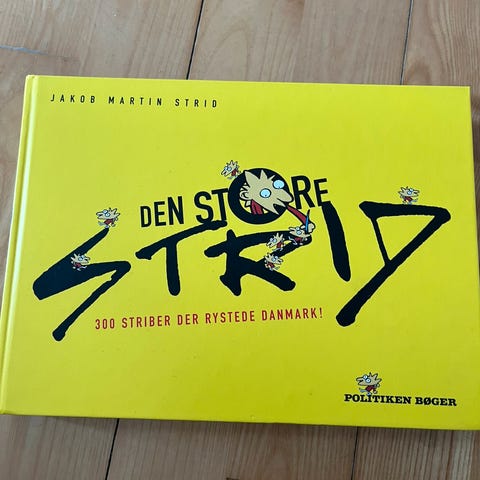 JAKOB MARTIN STRID
DEN STORE
STRID
300 STRIBER DER RYSTEDE DANMARK!
POLITIKEN BØGER